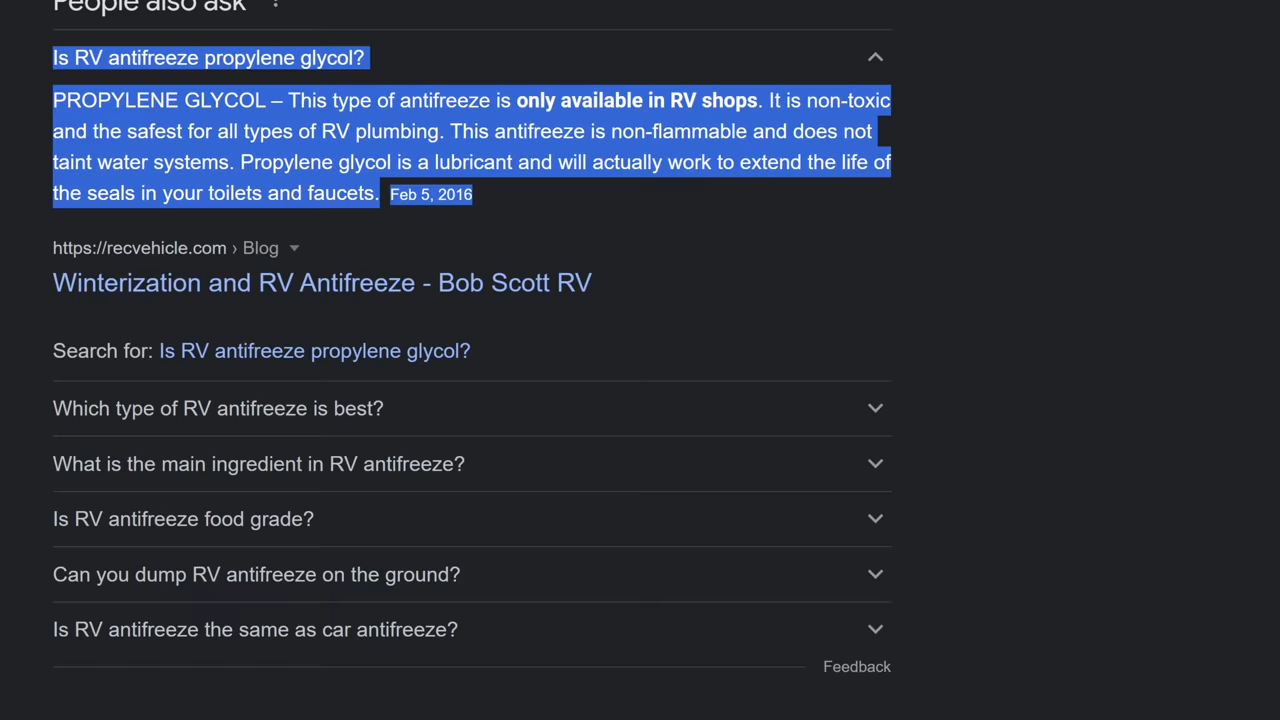 People also ask
Is RV antifreeze propylene glycol?
PROPYLENE GLYCOL – This type of antifreeze is only available in RV shops. It is non-toxic
and the safest for all types of RV plumbing. This antifreeze is non-flammable and does not
taint water systems. Propylene glycol is a lubricant and will actually work to extend the life of
the seals in your toilets and faucets. Feb 5, 2016
https://recvehicle.com › Blog
Winterization and RV Antifreeze - Bob Scott RV
Search for: Is RV antifreeze propylene glycol?
Which type of RV antifreeze is best?
What is the main ingredient in RV antifreeze?
Is RV antifreeze food grade?
Can you dump RV antifreeze on the ground?
Is RV antifreeze the same as car antifreeze?
Feedback